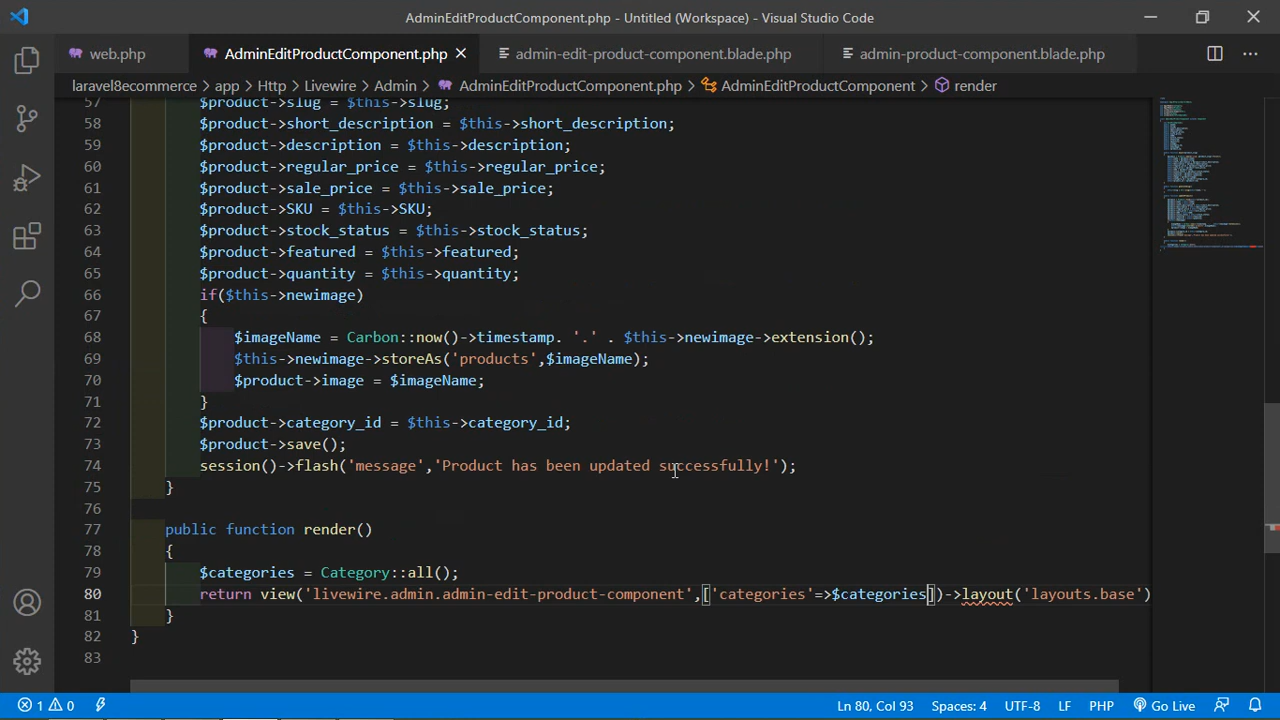 AdminEditProductComponent.php - Untitled (Workspace) - Visual Studio Code
web.php AdminEditProductComponent.php admin-edit-product-component.blade.php admin-product-component.blade.php
laravel8ecommerce › app › Http › Livewire › Admin › AdminEditProductComponent.php › AdminEditProductComponent › render
57 $product->slug = $this->slug;
58 $product->short_description = $this->short_description;
59 $product->description = $this->description;
60 $product->regular_price = $this->regular_price;
61 $product->sale_price = $this->sale_price;
62 $product->SKU = $this->SKU;
63 $product->stock_status = $this->stock_status;
64 $product->featured = $this->featured;
65 $product->quantity = $this->quantity;
66 if($this->newimage)
67 {
68 $imageName = Carbon::now()->timestamp. '.' . $this->newimage->extension();
69 $this->newimage->storeAs('products',$imageName);
70 $product->image = $imageName;
71 }
72 $product->category_id = $this->category_id;
73 $product->save();
74 session()->flash('message','Product has been updated successfully!');
75 }
76
77 public function render()
78 {
79 $categories = Category::all();
80 return view('livewire.admin.admin-edit-product-component',['categories'=>$categories])->layout('layouts.base')
81 }
82 }
83
1 0 Ln 80, Col 93 Spaces: 4 UTF-8 LF PHP Go Live